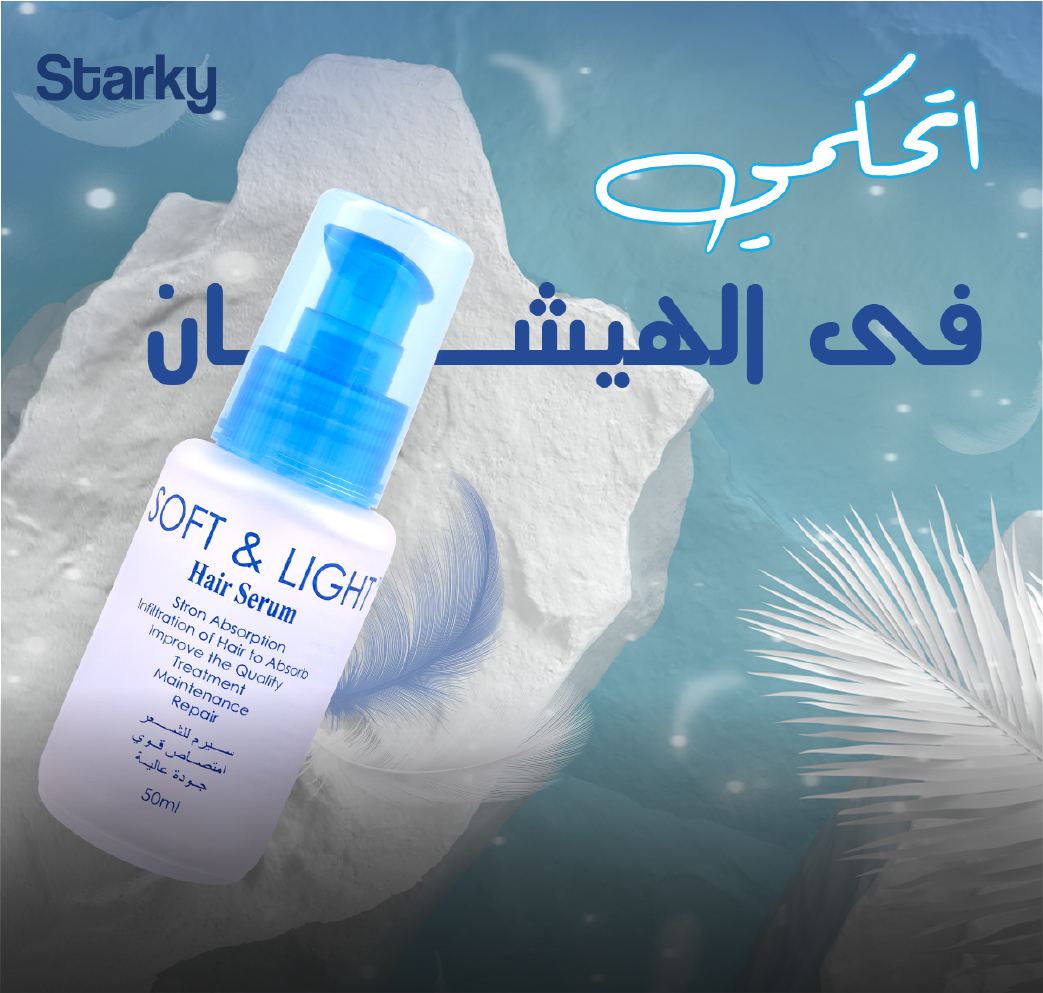 Starky
اتحكمي
فى الهيشـــــان
SOFT & LIGHT
Hair Serum
Stron Absorption
Infiltration of Hair to Absorb
Improve the Quality
Treatment
Maintenance
Repair
سيرم للشعر
امتصاص قوي
جودة عالية
50ml